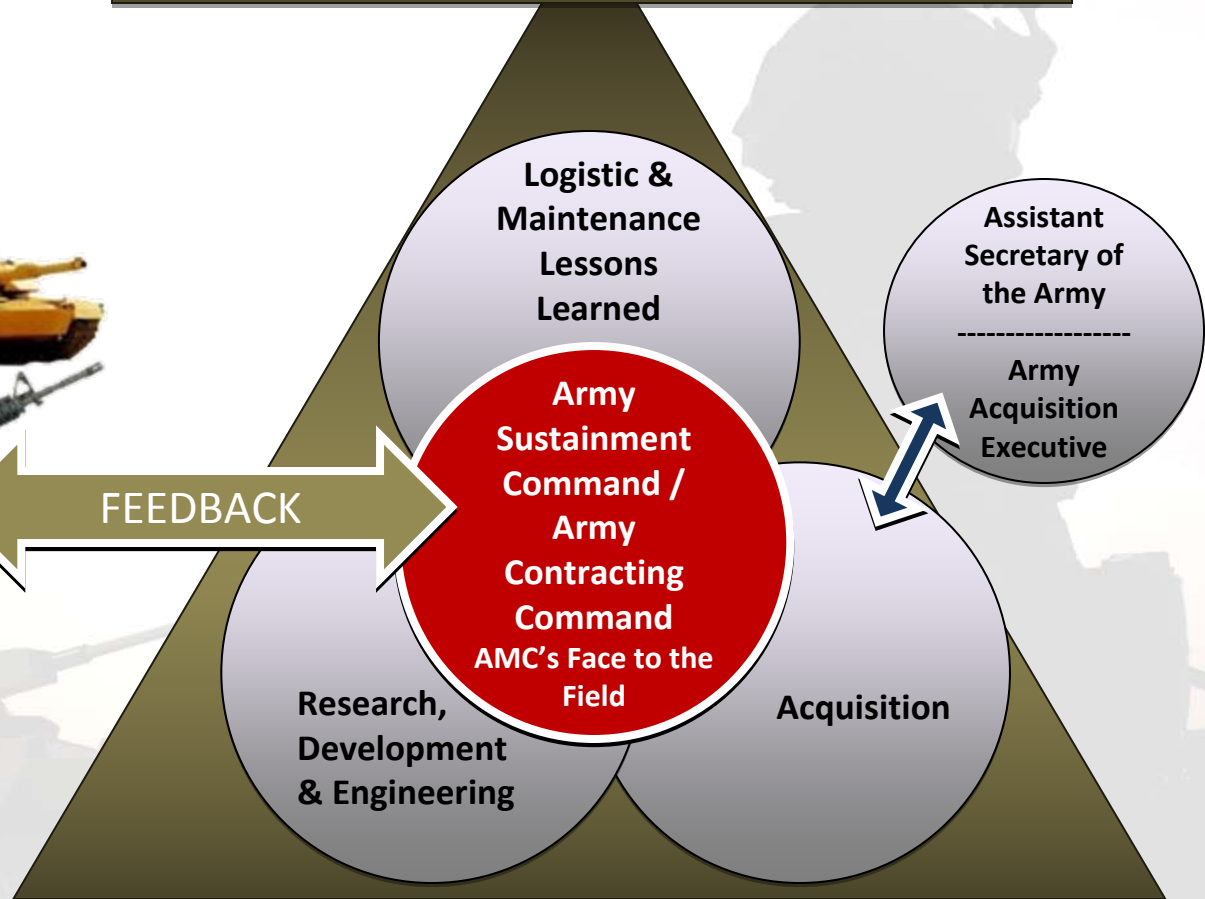 Logistic &
Maintenance
Lessons
Learned
Assistant
Secretary of
the Army
------------------
Army
Acquisition
Executive
Army
Sustainment
Command /
Army
Contracting
Command
AMC's Face to the
Field
FEEDBACK
Research,
Development
& Engineering
Acquisition